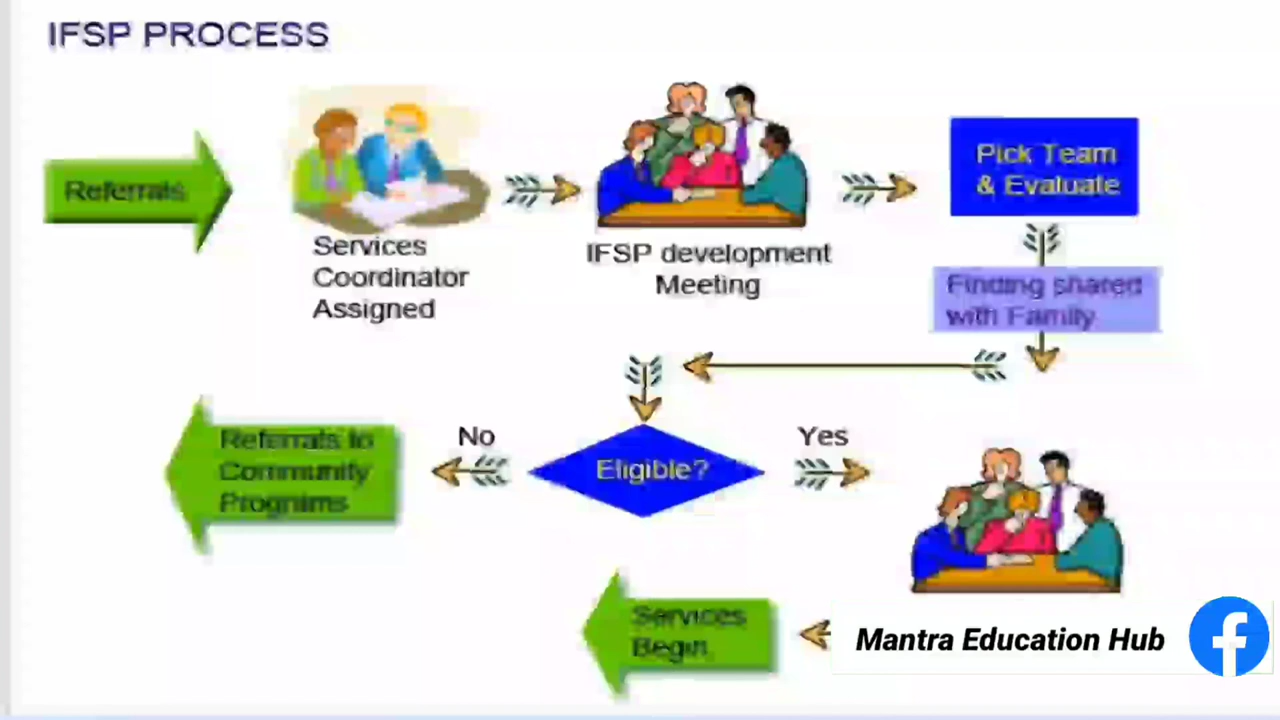 IFSP PROCESS
Referrals
Services
Coordinator
Assigned
IFSP development
Meeting
Pick Team
& Evaluate
Finding shared
with Family
Eligible?
No
Yes
Referrals to
Community
Programs
Services
Begin
Mantra Education Hub